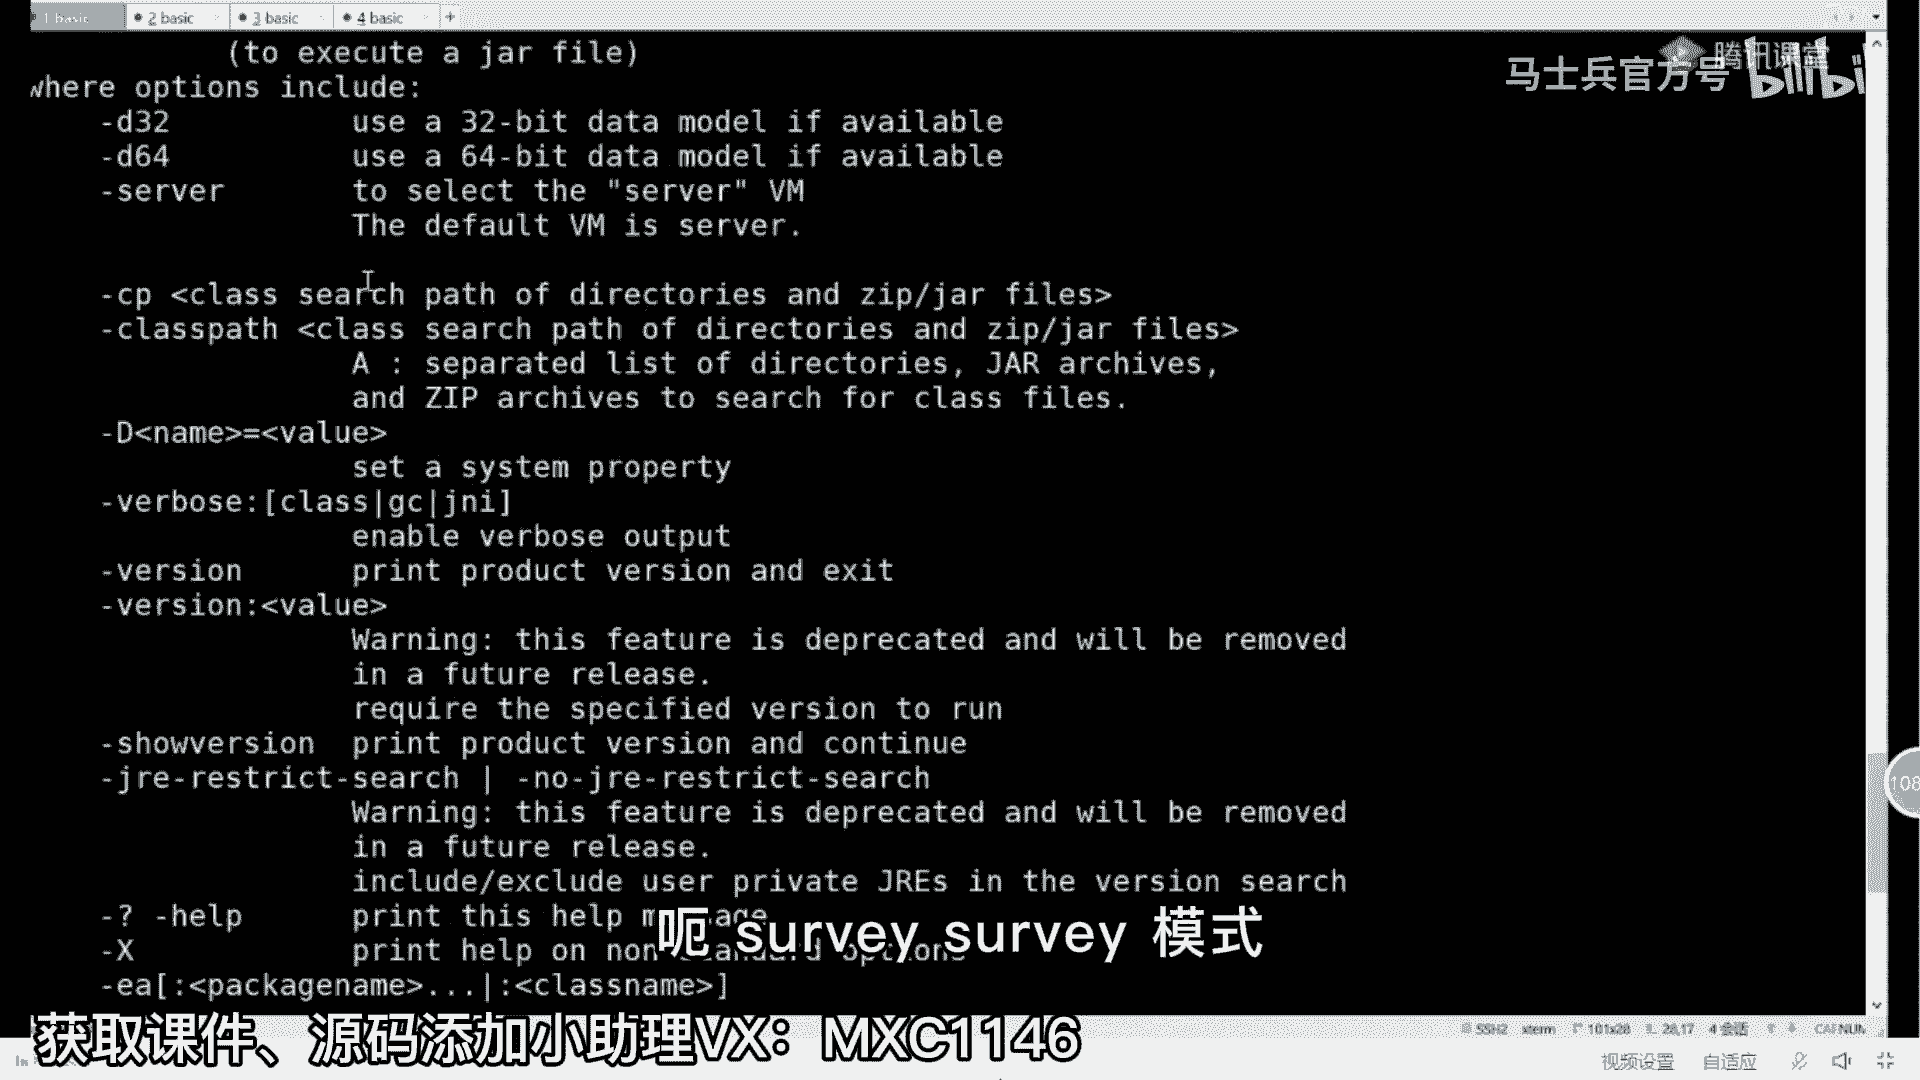 1 basic
2 basic
3 basic
4 basic
(to execute a jar file)
where options include:
-d32 use a 32-bit data model if available
-d64 use a 64-bit data model if available
-server to select the "server" VM
The default VM is server.
-cp <class search path of directories and zip/jar files>
-classpath <class search path of directories and zip/jar files>
A : separated list of directories, JAR archives,
and ZIP archives to search for class files.
-D<name>=<value>
set a system property
-verbose:[class|gc|jni]
enable verbose output
-version print product version and exit
-version:<value>
Warning: this feature is deprecated and will be removed
in a future release.
require the specified version to run
-showversion print product version and continue
-jre-restrict-search | -no-jre-restrict-search
Warning: this feature is deprecated and will be removed
in a future release.
include/exclude user private JREs in the version search
-? -help print this help message
-X print help on non-standard options
-ea[:<packagename>...|:<classname>]
腾讯课堂
马士兵官方号 bilibi
108
呃 survey survey 模式
获取课件、源码添加小助理VX：MXC1146
SSH2 xterm 101x28 28,17 4 会话 CAP NUM
视频设置 自适应